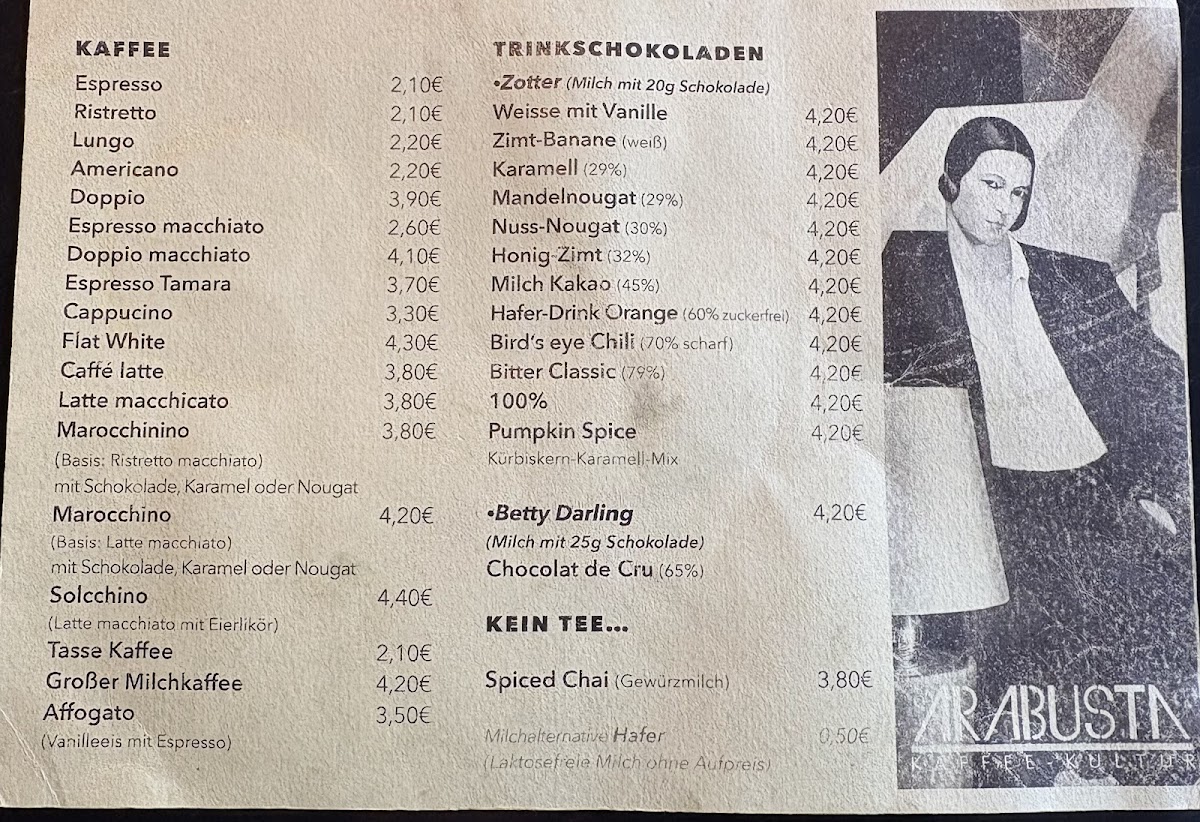 KAFFEE
Espresso 2,10€
Ristretto 2,10€
Lungo 2,20€
Americano 2,20€
Doppio 3,90€
Espresso macchiato 2,60€
Doppio macchiato 4,10€
Espresso Tamara 3,70€
Cappucino 3,30€
Flat White 4,30€
Caffé latte 3,80€
Latte macchicato 3,80€
Marocchinino 3,80€
(Basis: Ristretto macchiato)
mit Schokolade, Karamel oder Nougat
Marocchino 4,20€
(Basis: Latte macchiato)
mit Schokolade, Karamel oder Nougat
Solcchino 4,40€
(Latte macchiato mit Eierlikör)
Tasse Kaffee 2,10€
Großer Milchkaffee 4,20€
Affogato 3,50€
(Vanilleeis mit Espresso)
TRINKSCHOKOLADEN
•Zotter (Milch mit 20g Schokolade)
Weisse mit Vanille 4,20€
Zimt-Banane (weiß) 4,20€
Karamell (29%) 4,20€
Mandelnougat (29%) 4,20€
Nuss-Nougat (30%) 4,20€
Honig-Zimt (32%) 4,20€
Milch Kakao (45%) 4,20€
Hafer-Drink Orange (60% zuckerfrei) 4,20€
Bird's eye Chili (70% scharf) 4,20€
Bitter Classic (79%) 4,20€
100% 4,20€
Pumpkin Spice 4,20€
Kürbiskern-Karamell-Mix
•Betty Darling 4,20€
(Milch mit 25g Schokolade)
Chocolat de Cru (65%)
KEIN TEE...
Spiced Chai (Gewürzmilch) 3,80€
Milchalternative Hafer 0,50€
(Laktosefreie Milch ohne Aufpreis)
ARABUSTA
KAFFEE-KULTUR